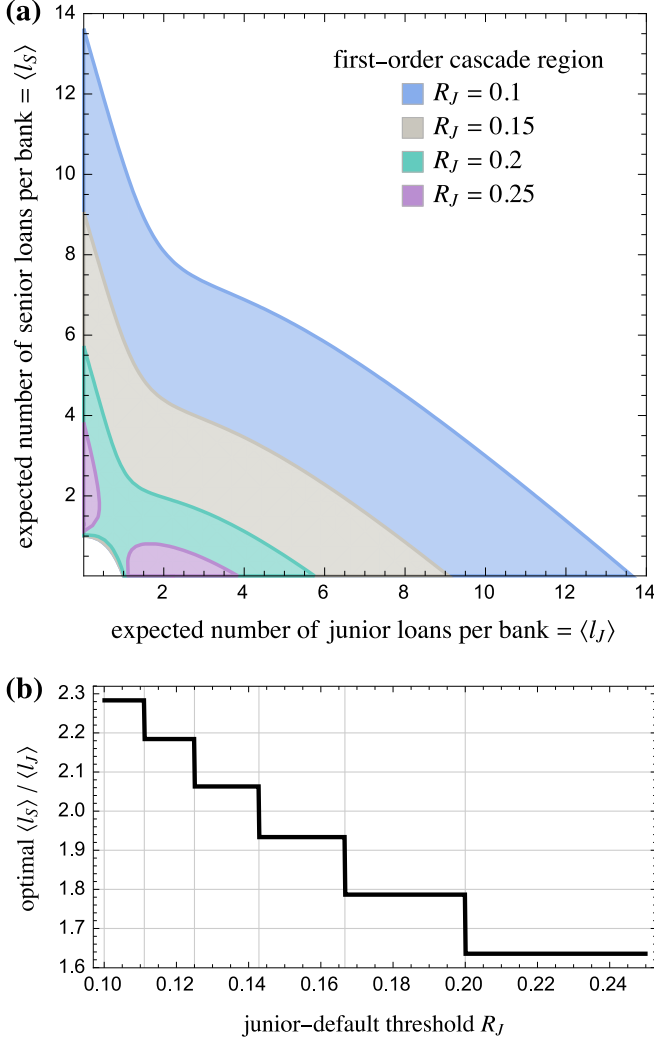 (a)
first–order cascade region
R_J = 0.1
R_J = 0.15
R_J = 0.2
R_J = 0.25
expected number of senior loans per bank = ⟨l_S⟩
14
12
10
8
6
4
2
2
4
6
8
10
12
14
expected number of junior loans per bank = ⟨l_J⟩
(b)
optimal ⟨l_S⟩ / ⟨l_J⟩
2.3
2.2
2.1
2.0
1.9
1.8
1.7
1.6
0.10
0.12
0.14
0.16
0.18
0.20
0.22
0.24
junior–default threshold R_J